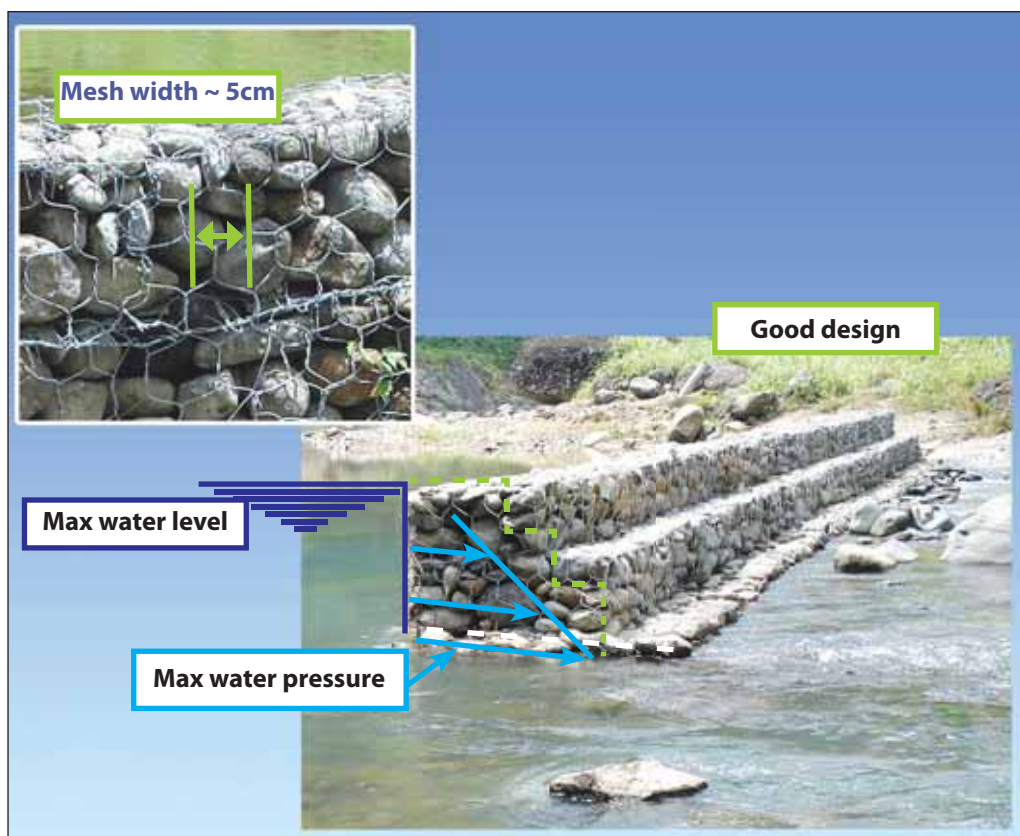 Mesh width ~ 5cm
Good design
Max water level
Max water pressure